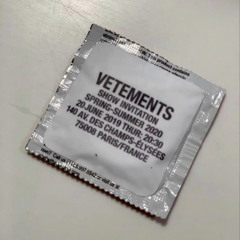 VETEMENTS
SHOW INVITATION
SPRING-SUMMER 2020
20 JUNE 2019 THUR: 20:30
140 AV. DES CHAMPS-ELYSÉES
75008 PARIS/FRANCE